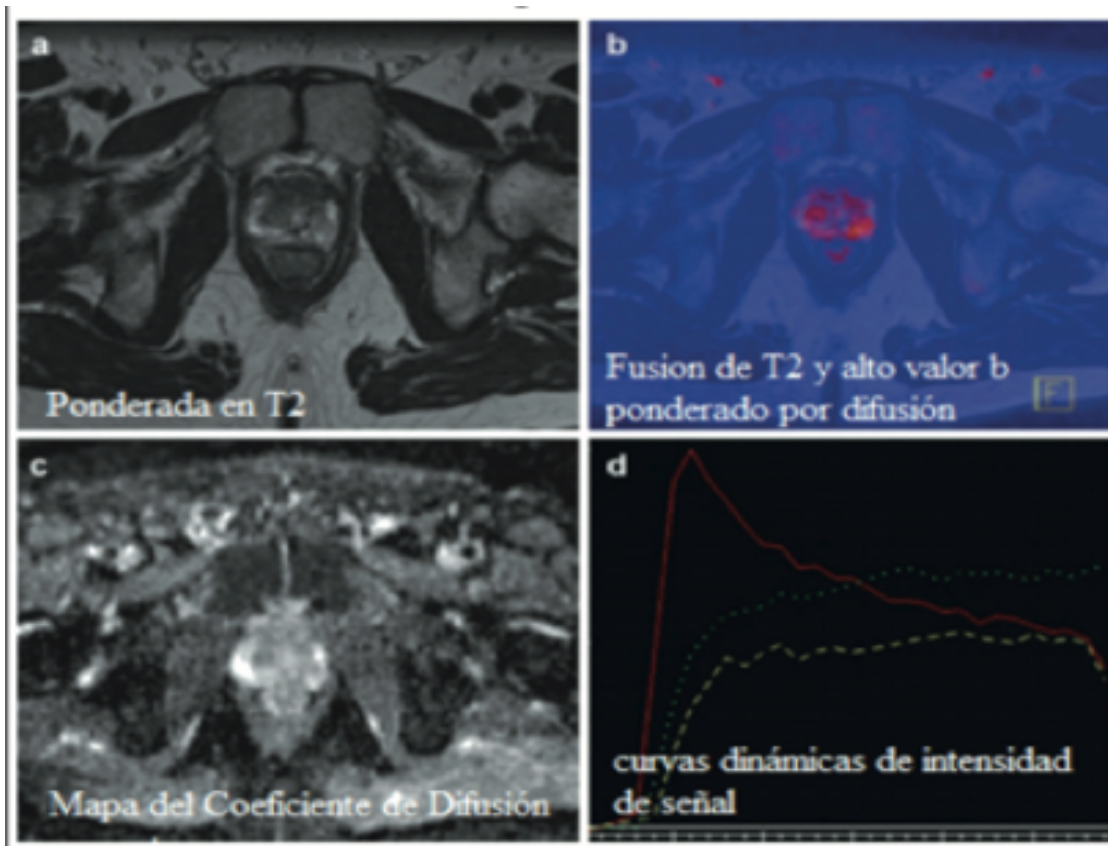 a
Ponderada en T2
b
Fusion de T2 y alto valor b
ponderado por difusión
F
c
Mapa del Coeficiente de Difusión
d
curvas dinámicas de intensidad
de señal